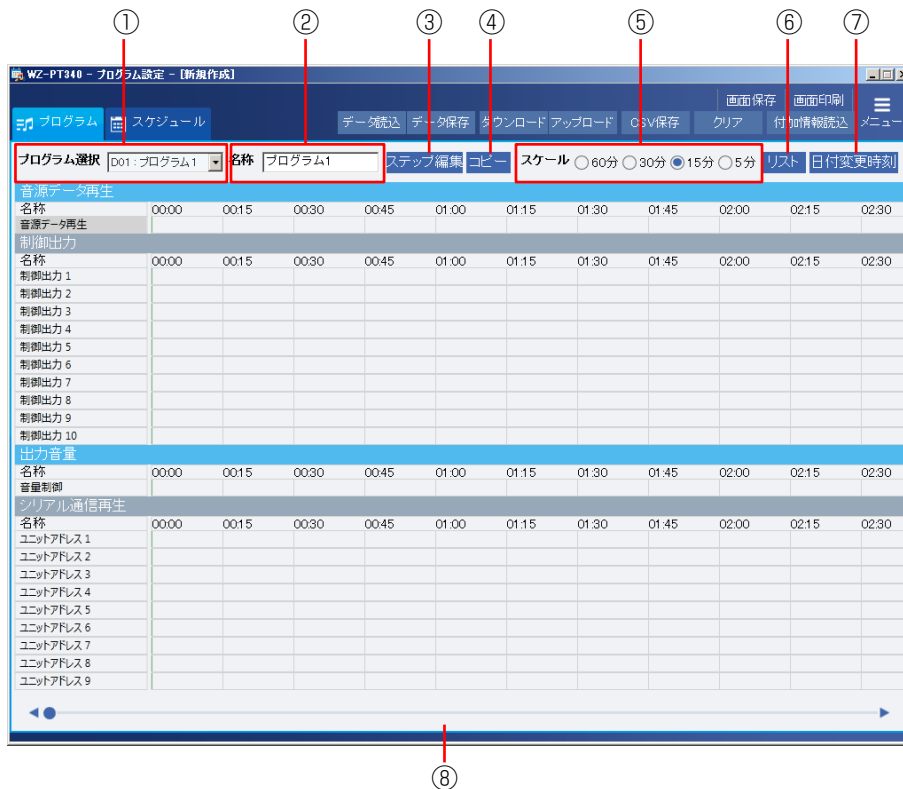 ① ② ③ ④ ⑤ ⑥ ⑦
WZ-PT340 - プログラム設定 - [新規作成]
画面保存 画面印刷
プログラム スケジュール データ読込 データ保存 ダウンロード アップロード CSV保存 クリア 付加情報読込 メニュー
プログラム選択 D01:プログラム1 名称 プログラム1 ステップ編集 コピー スケール 60分 30分 15分 5分 リスト 日付変更時刻
音源データ再生
名称 00:00 00:15 00:30 00:45 01:00 01:15 01:30 01:45 02:00 02:15 02:30
音源データ再生
制御出力
名称 00:00 00:15 00:30 00:45 01:00 01:15 01:30 01:45 02:00 02:15 02:30
制御出力 1
制御出力 2
制御出力 3
制御出力 4
制御出力 5
制御出力 6
制御出力 7
制御出力 8
制御出力 9
制御出力 10
出力音量
名称 00:00 00:15 00:30 00:45 01:00 01:15 01:30 01:45 02:00 02:15 02:30
音量制御
シリアル通信再生
名称 00:00 00:15 00:30 00:45 01:00 01:15 01:30 01:45 02:00 02:15 02:30
ユニットアドレス 1
ユニットアドレス 2
ユニットアドレス 3
ユニットアドレス 4
ユニットアドレス 5
ユニットアドレス 6
ユニットアドレス 7
ユニットアドレス 8
ユニットアドレス 9
⑧